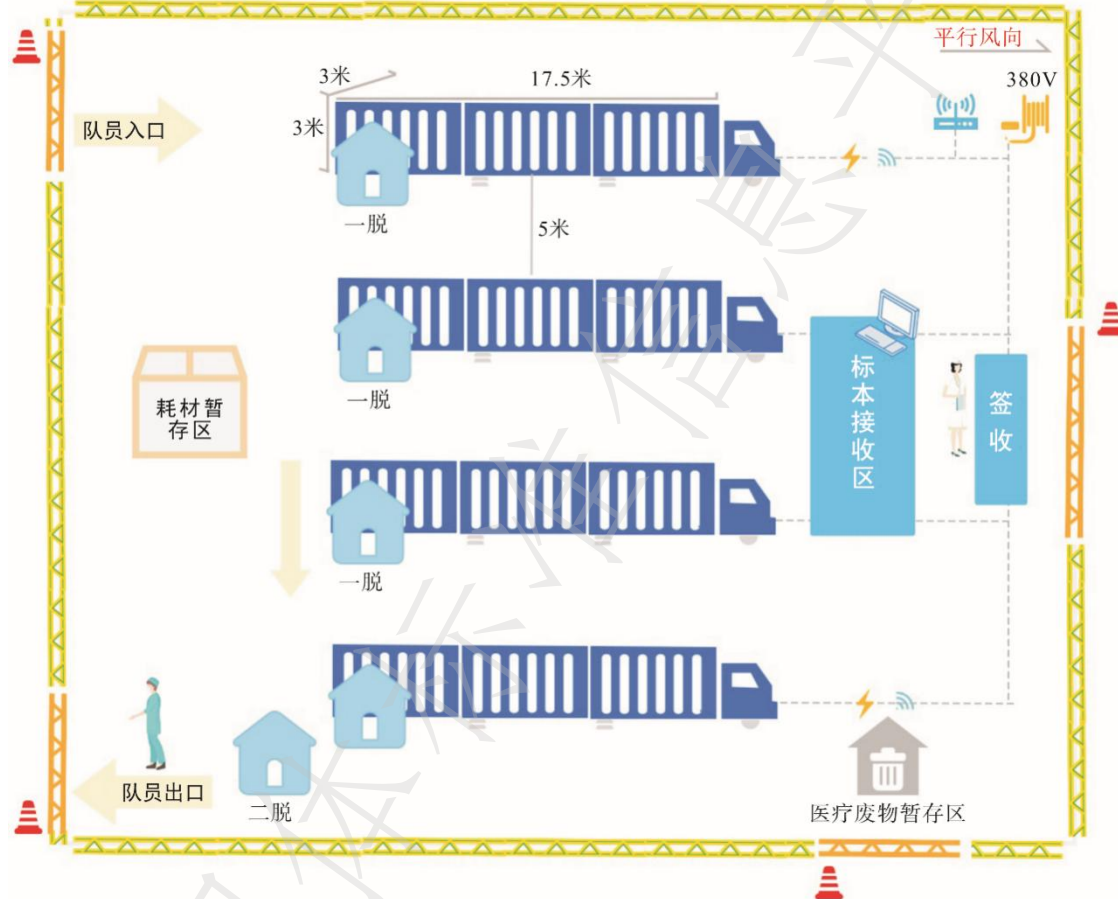 平行风向
3米
17.5米
380V
3米
队员入口
一脱
5米
一脱
耗材暂
存区
标本接收区
签收
一脱
队员出口
二脱
医疗废物暂存区